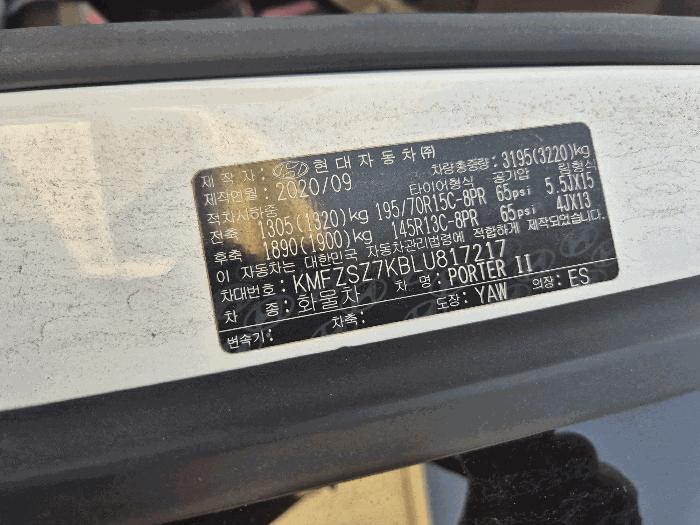 제 작 자 : 현 대 자 동 차 ㈜
제작연월 : 2020/09 차량총중량 : 3195(3220)kg
적차시하중 타이어형식 공기압 림형식
전축 1305(1320)kg 195/70R15C-8PR 65psi 5.5JX15
후축 1890(1900)kg 145R13C-8PR 65psi 4JX13
이 자동차는 대한민국 자동차관리법령에 적합하게 제작되었습니다.
차대번호 : KMFZSZ7KBLU817217
차 종 : 화물차 차 명 : PORTER II
변속기 : 차축 : 도장 : YAW 의장 : ES